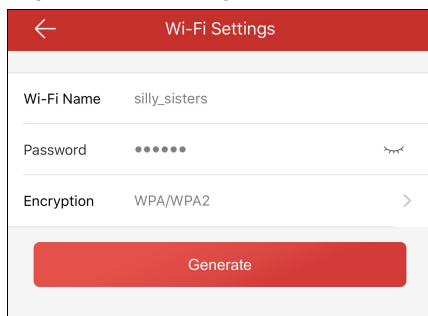 Wi-Fi Settings
Wi-Fi Name silly_sisters
Password ●●●●●●
Encryption WPA/WPA2
Generate